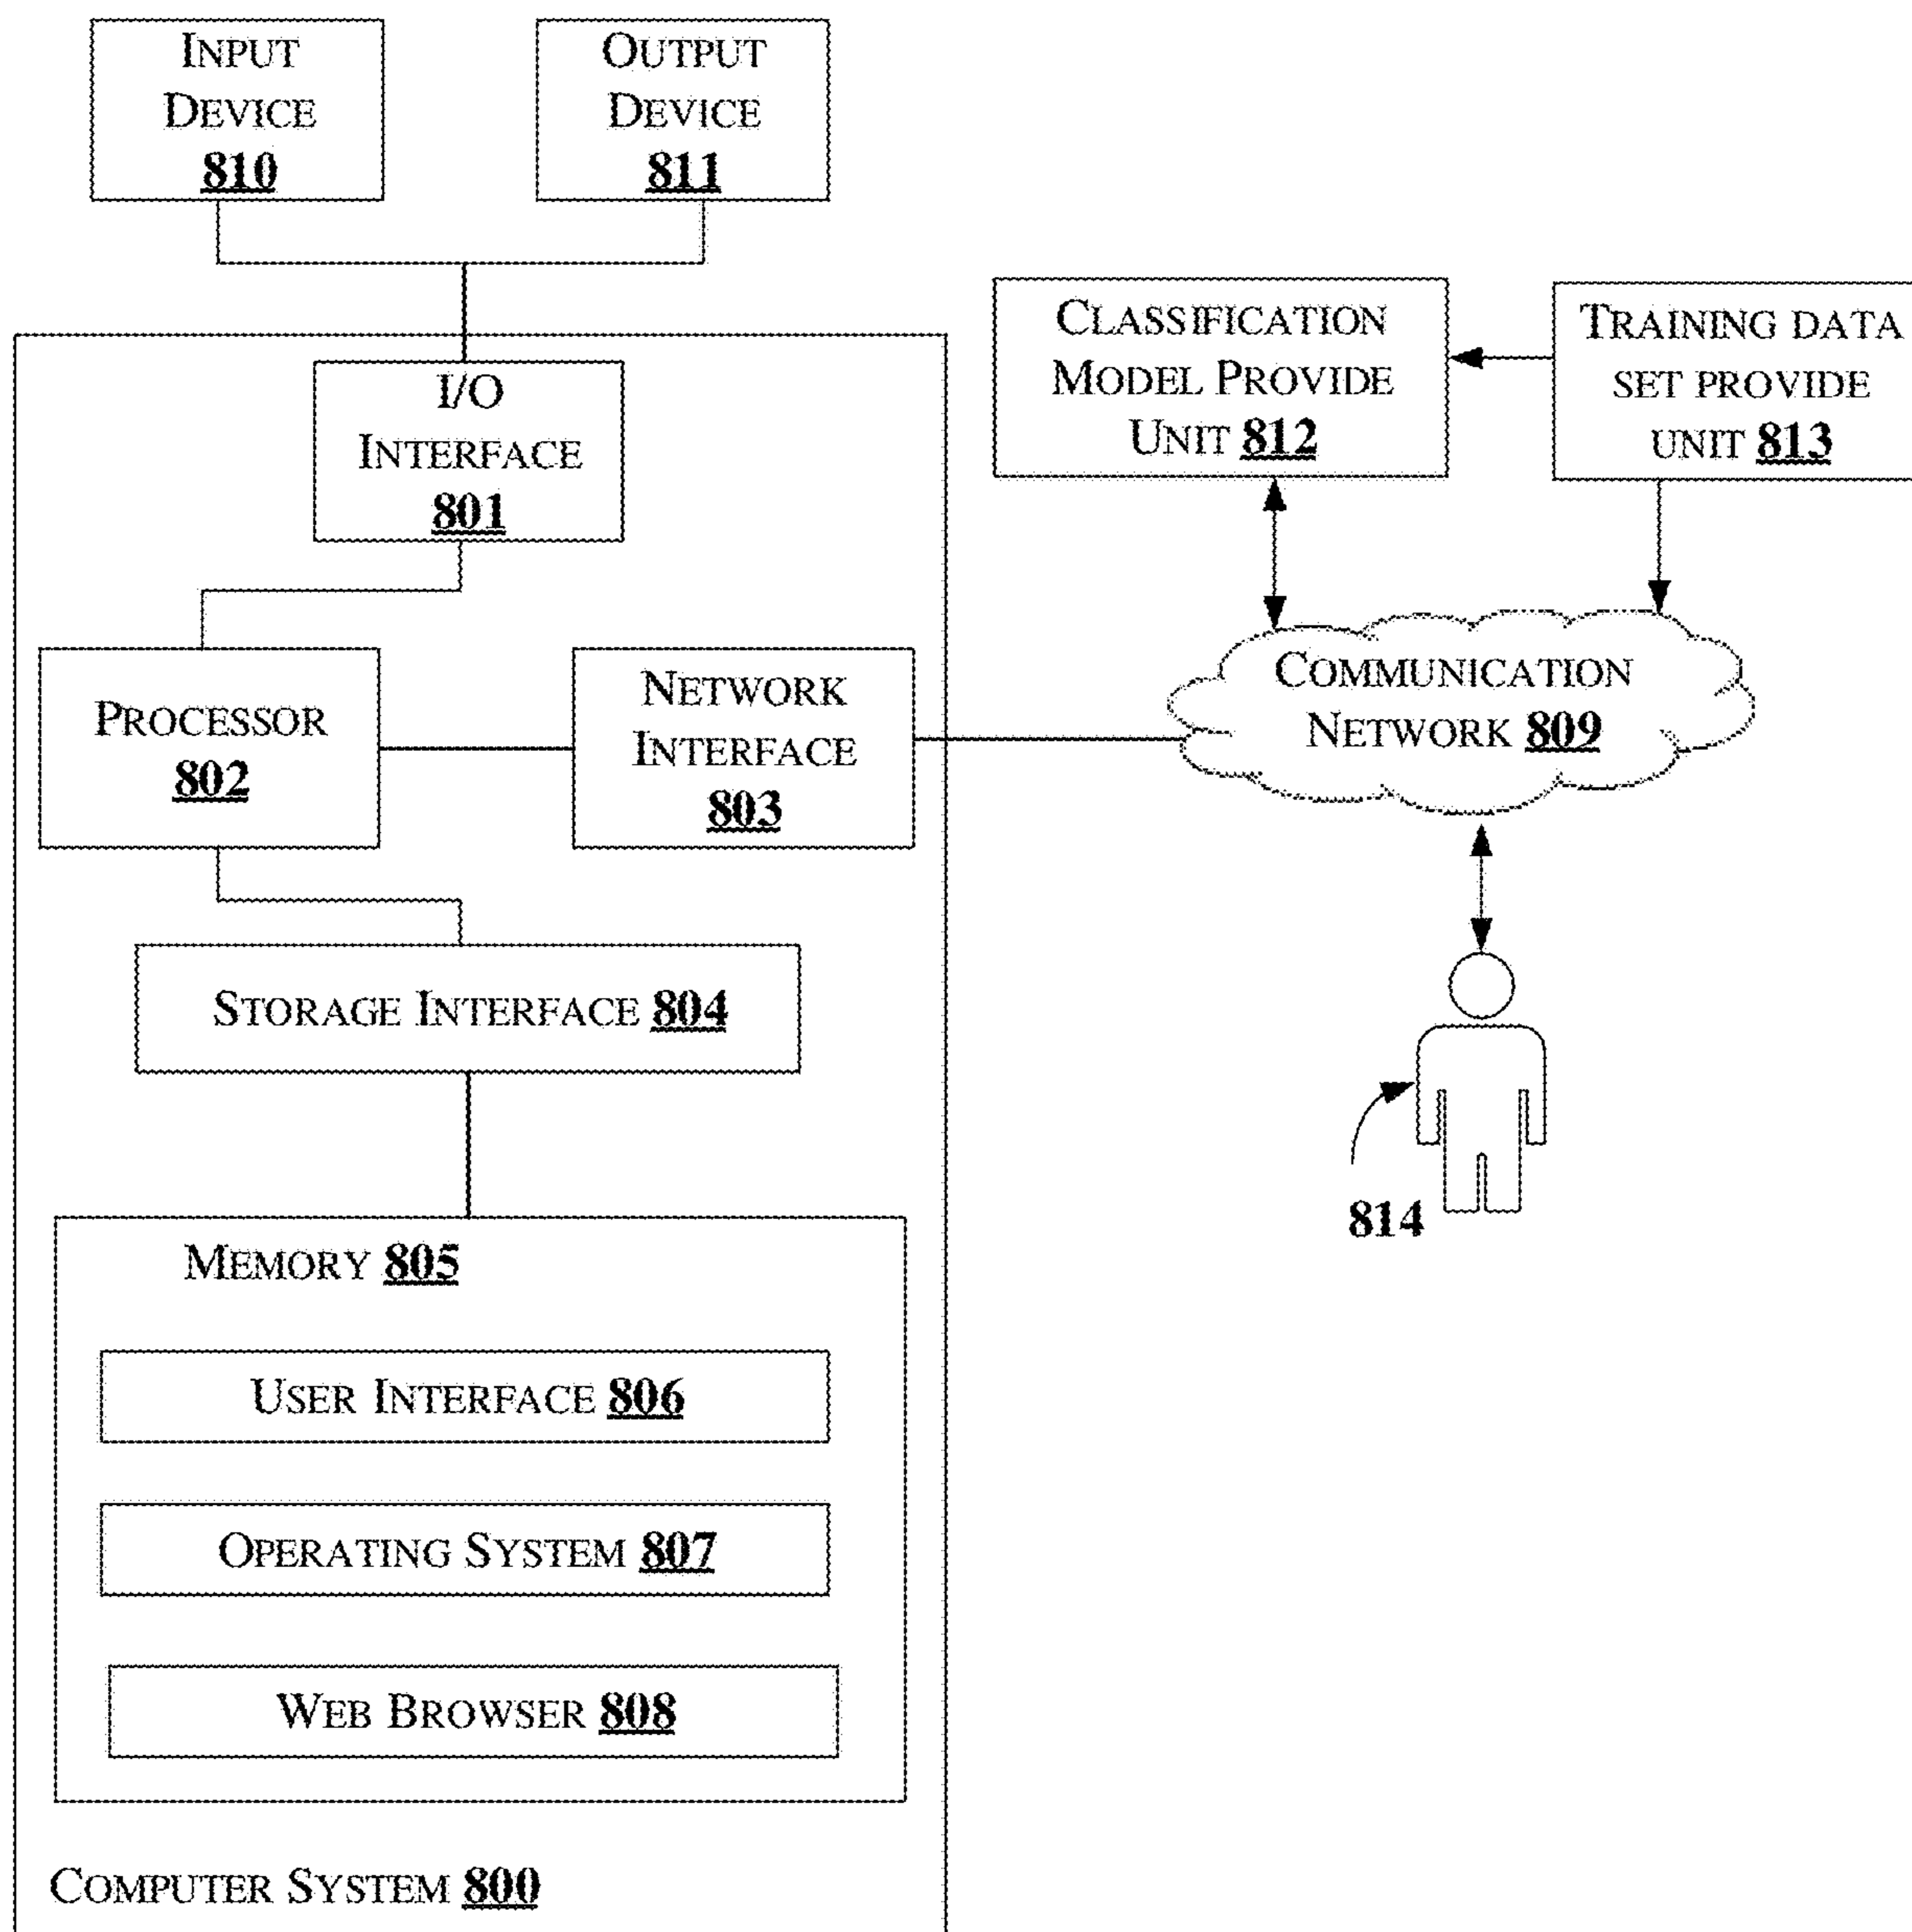 INPUT
DEVICE
810
OUTPUT
DEVICE
811
I/O
INTERFACE
801
PROCESSOR
802
NETWORK
INTERFACE
803
STORAGE INTERFACE 804
MEMORY 805
USER INTERFACE 806
OPERATING SYSTEM 807
WEB BROWSER 808
COMPUTER SYSTEM 800
CLASSIFICATION
MODEL PROVIDE
UNIT 812
TRAINING DATA
SET PROVIDE
UNIT 813
COMMUNICATION
NETWORK 809
814